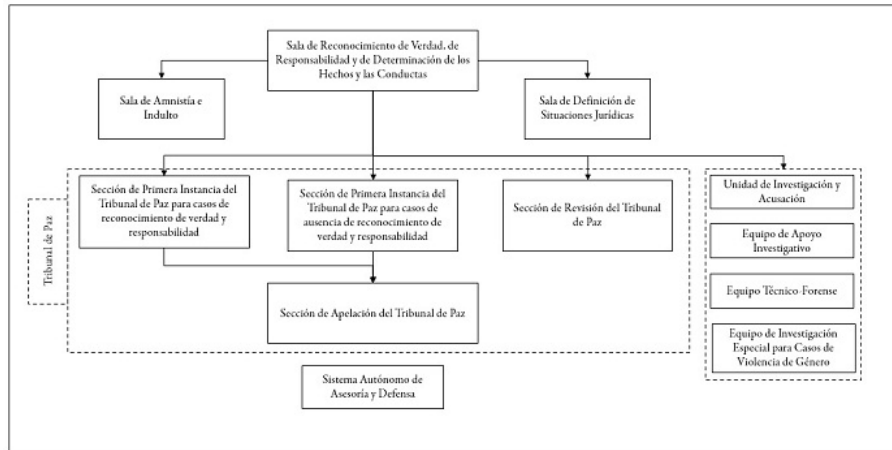 Sala de Reconocimiento de Verdad, de
Responsabilidad y de Determinación de los
Hechos y las Conductas
Sala de Amnistía e
Indulto
Sala de Definición de
Situaciones Jurídicas
Tribunal de Paz
Sección de Primera Instancia del
Tribunal de Paz para casos de
reconocimiento de verdad y
responsabilidad
Sección de Primera Instancia del
Tribunal de Paz para casos de
ausencia de reconocimiento de
verdad y responsabilidad
Sección de Revisión del Tribunal de
Paz
Unidad de Investigación y
Acusación
Equipo de Apoyo
Investigativo
Equipo Técnico-Forense
Equipo de Investigación
Especial para Casos de
Violencia de Género
Sección de Apelación del Tribunal de Paz
Sistema Autónomo de
Asesoría y Defensa